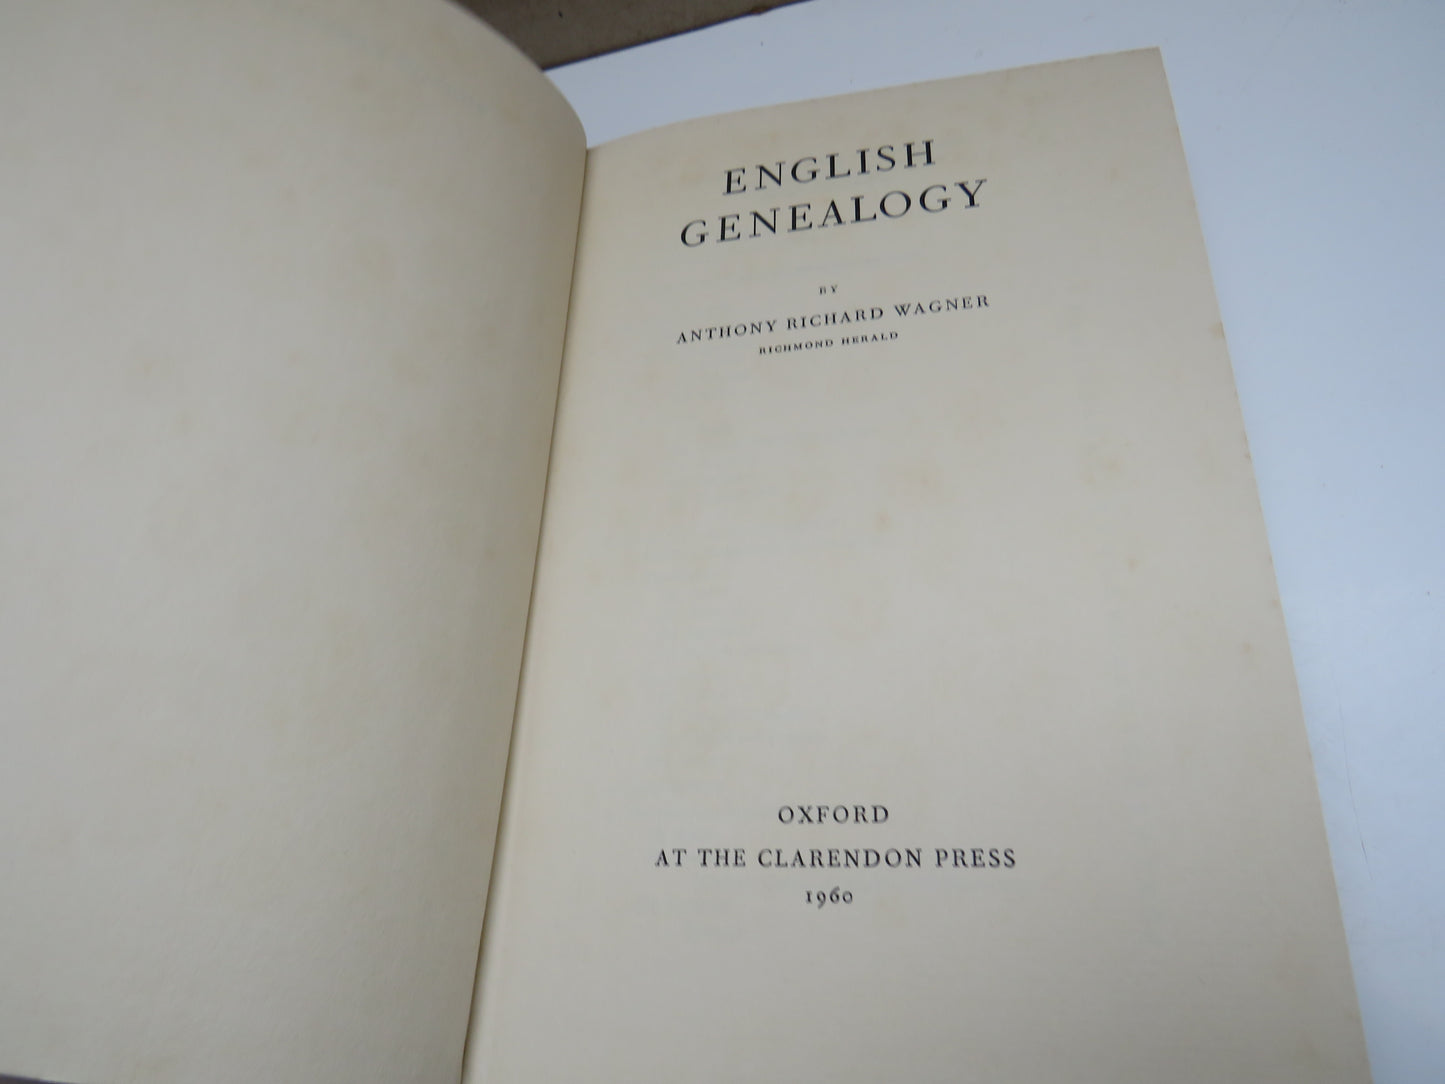 ENGLISH
GENEALOGY
BY
ANTHONY RICHARD WAGNER
RICHMOND HERALD
OXFORD
AT THE CLARENDON PRESS
1960